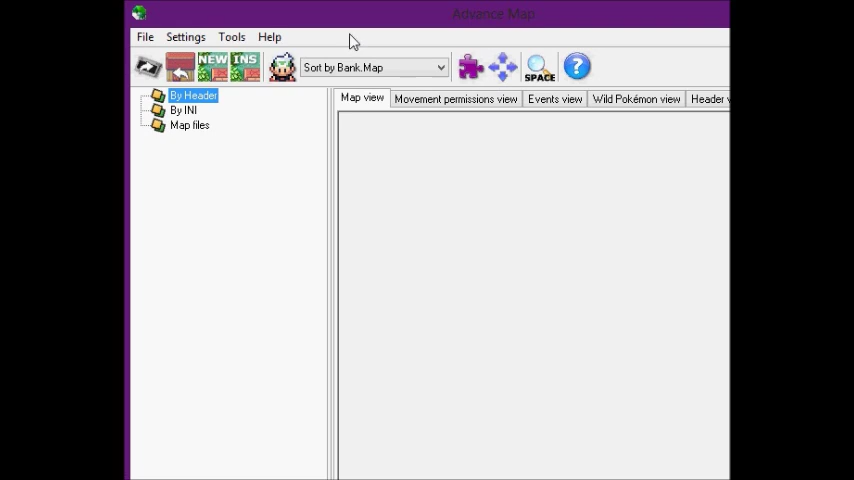 Advance Map
File Settings Tools Help
NEW INS Sort by Bank.Map SPACE ?
By Header
By INI
Map files
Map view Movement permissions view Events view Wild Pokémon view Header v